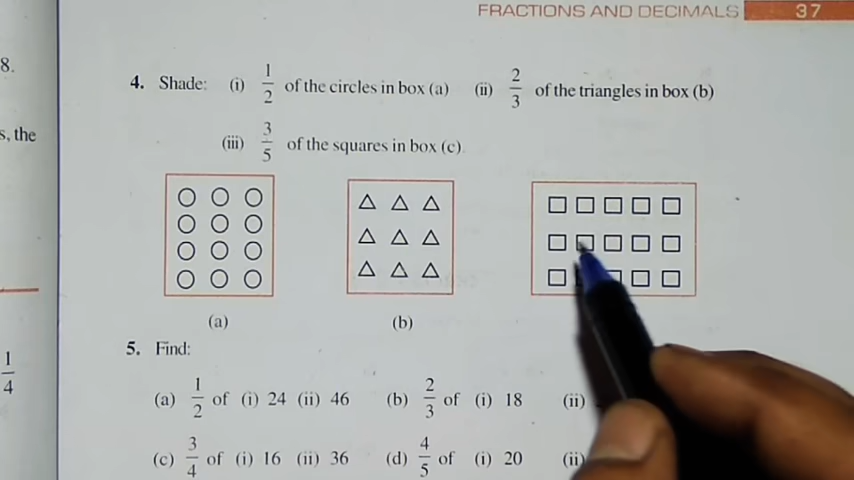 FRACTIONS AND DECIMALS 37
8.
4. Shade: (i) 1/2 of the circles in box (a) (ii) 2/3 of the triangles in box (b)
s, the
(iii) 3/5 of the squares in box (c).
(a) (b)
5. Find:
1/4
(a) 1/2 of (i) 24 (ii) 46 (b) 2/3 of (i) 18 (ii)
(c) 3/4 of (i) 16 (ii) 36 (d) 4/5 of (i) 20 (ii)